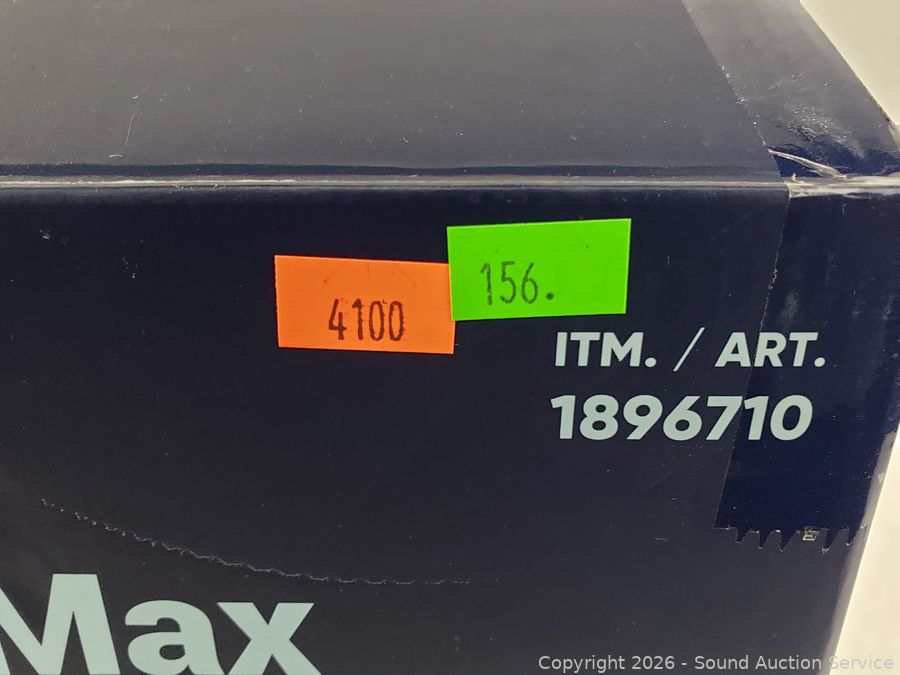 156.
4100
ITM. / ART.
1896710
Max
Copyright 2026 - Sound Auction Service